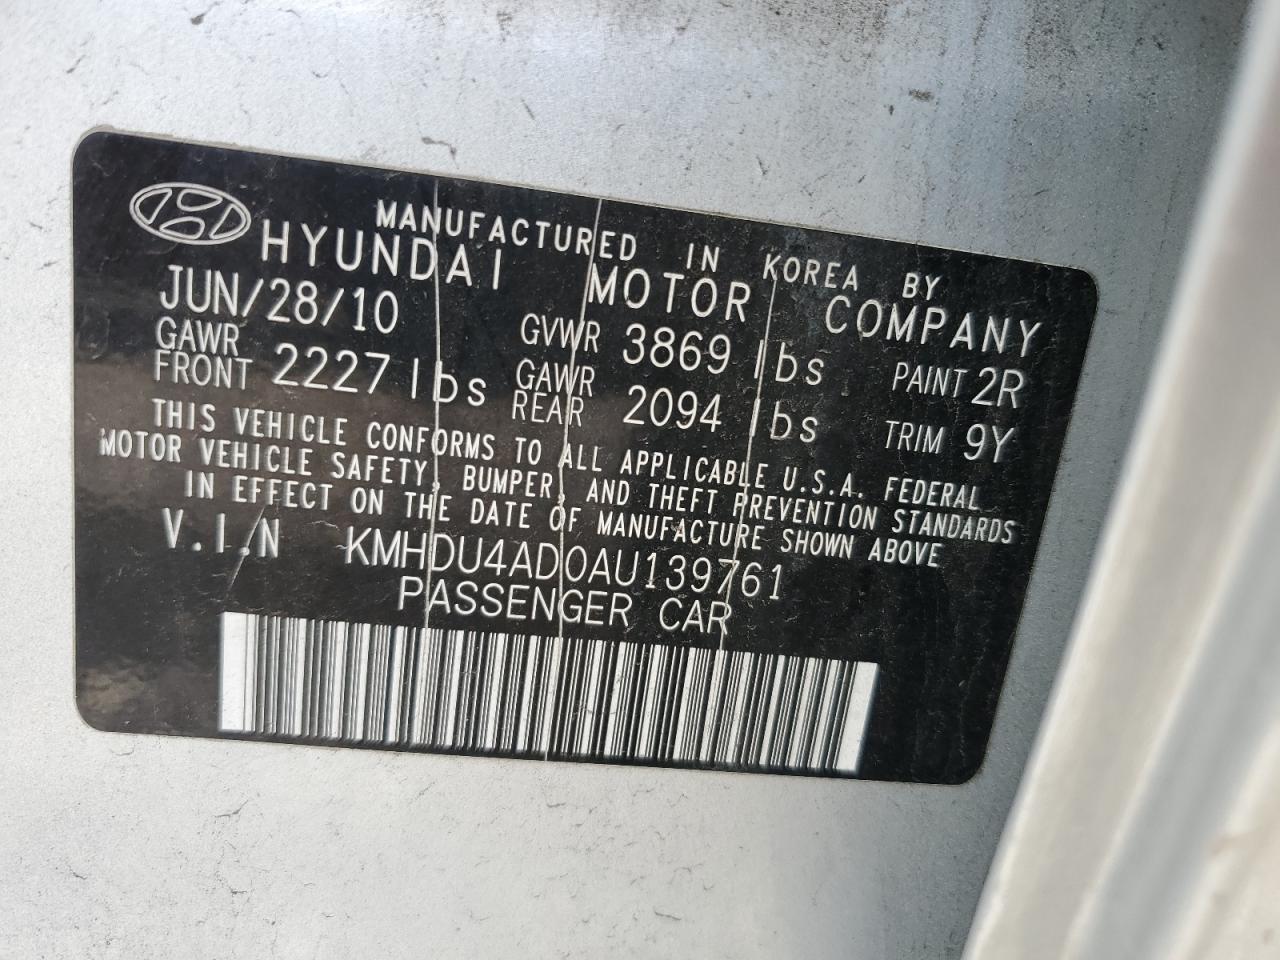 MANUFACTURED IN KOREA BY
HYUNDAI MOTOR COMPANY
JUN/28/10 GVWR 3869 lbs PAINT 2R
GAWR FRONT 2227 lbs GAWR REAR 2094 lbs TRIM 9Y
THIS VEHICLE CONFORMS TO ALL APPLICABLE U.S.A. FEDERAL
MOTOR VEHICLE SAFETY, BUMPER, AND THEFT PREVENTION STANDARDS
IN EFFECT ON THE DATE OF MANUFACTURE SHOWN ABOVE
V.I.N KMHDU4AD0AU139761
PASSENGER CAR